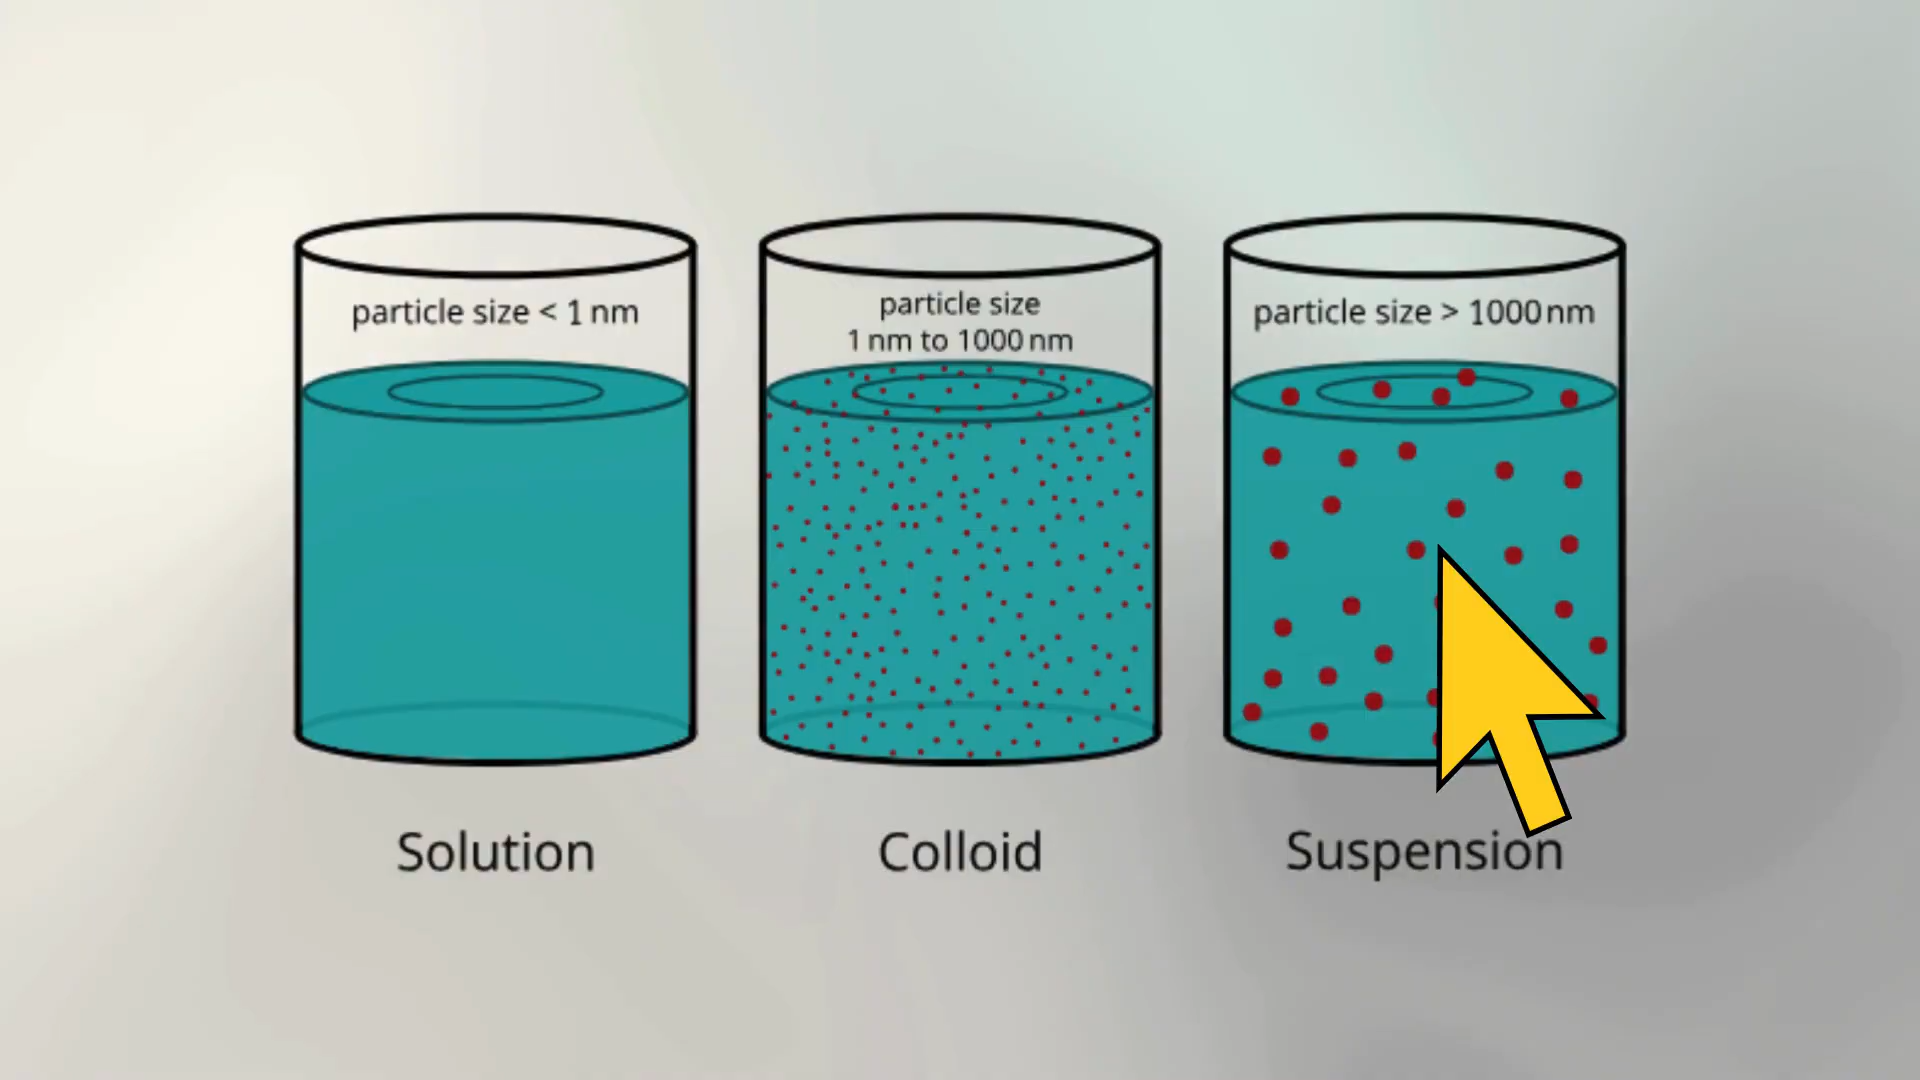 particle size < 1 nm
particle size
1 nm to 1000 nm
particle size > 1000 nm
Solution
Colloid
Suspension